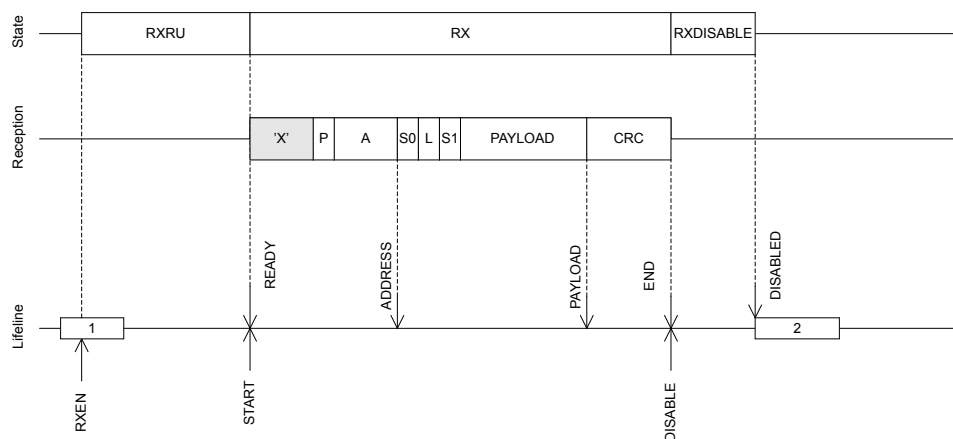 State
RXRU
RX
RXDISABLE
Reception
'X'
P
A
S0
L
S1
PAYLOAD
CRC
READY
ADDRESS
PAYLOAD
END
DISABLED
Lifeline
1
2
RXEN
START
DISABLE